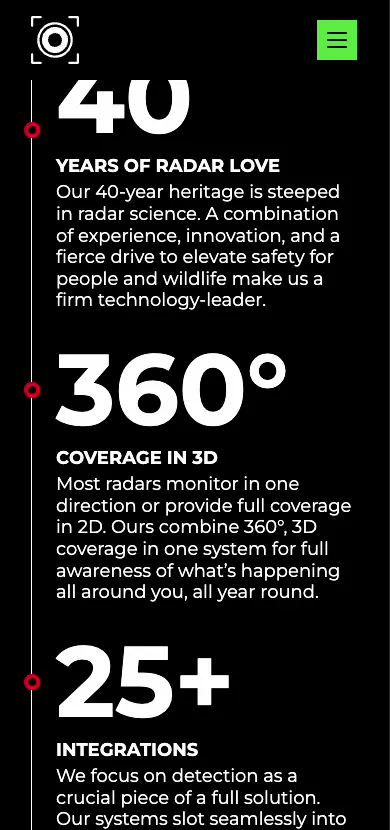 40
YEARS OF RADAR LOVE
Our 40-year heritage is steeped
in radar science. A combination
of experience, innovation, and a
fierce drive to elevate safety for
people and wildlife make us a
firm technology-leader.
360°
COVERAGE IN 3D
Most radars monitor in one
direction or provide full coverage
in 2D. Ours combine 360°, 3D
coverage in one system for full
awareness of what’s happening
all around you, all year round.
25+
INTEGRATIONS
We focus on detection as a
crucial piece of a full solution.
Our systems slot seamlessly into